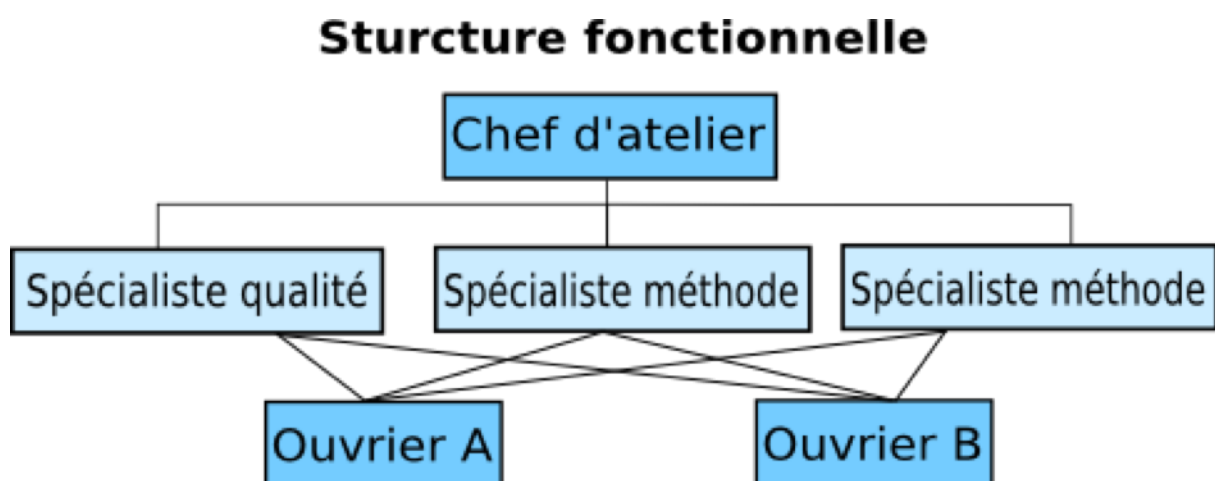 Sturcture fonctionnelle
Chef d'atelier
Spécialiste qualité
Spécialiste méthode
Spécialiste méthode
Ouvrier A
Ouvrier B